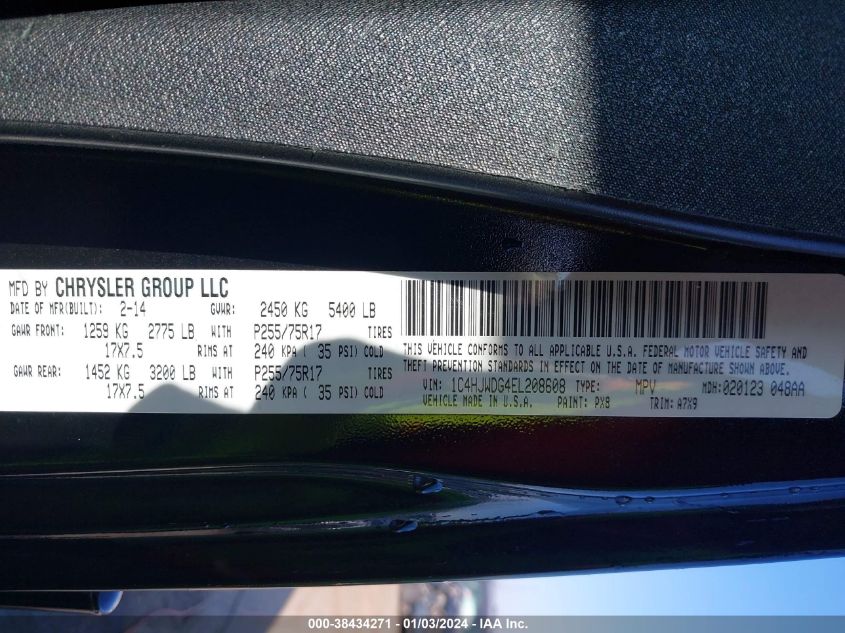 MFD BY CHRYSLER GROUP LLC
DATE OF MFR(BUILT): 2-14 GVWR: 2450 KG 5400 LB
GAWR FRONT: 1259 KG 2775 LB WITH P255/75R17 TIRES
17X7.5 RIMS AT 240 KPA ( 35 PSI) COLD
GAWR REAR: 1452 KG 3200 LB WITH P255/75R17 TIRES
17X7.5 RIMS AT 240 KPA ( 35 PSI) COLD
THIS VEHICLE CONFORMS TO ALL APPLICABLE U.S.A. FEDERAL MOTOR VEHICLE SAFETY AND
THEFT PREVENTION STANDARDS IN EFFECT ON THE DATE OF MANUFACTURE SHOWN ABOVE.
VIN: 1C4HJWDG4EL208608 TYPE: MPV MDH:020123 048AA
VEHICLE MADE IN U.S.A. PAINT: PX8 TRIM: A7X9
000-38434271 - 01/03/2024 - IAA Inc.